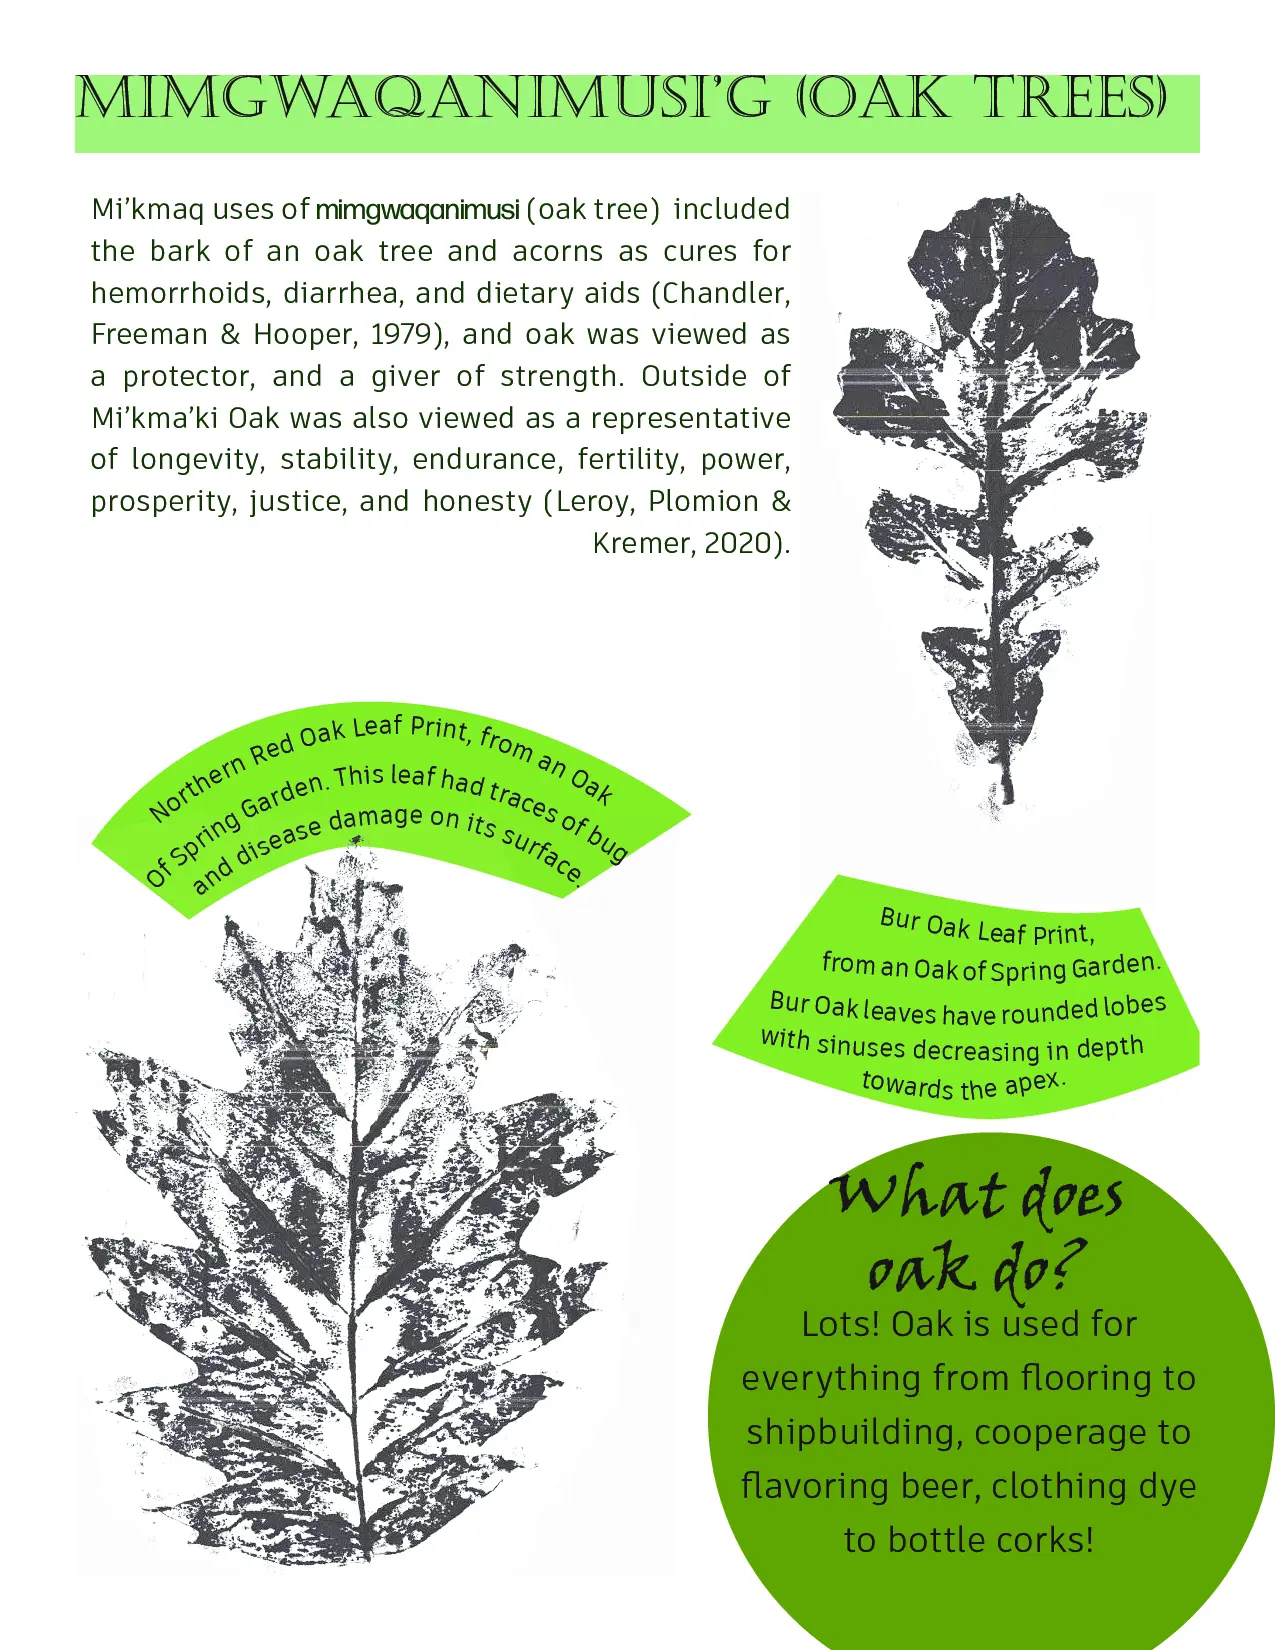 MIMGWAQANIMUSI’G (OAK TREES)
Mi’kmaq uses of mimgwaqanimusi (oak tree) included
the bark of an oak tree and acorns as cures for
hemorrhoids, diarrhea, and dietary aids (Chandler,
Freeman & Hooper, 1979), and oak was viewed as
a protector, and a giver of strength. Outside of
Mi’kma’ki Oak was also viewed as a representative
of longevity, stability, endurance, fertility, power,
prosperity, justice, and honesty (Leroy, Plomion &
Kremer, 2020).
Northern Red Oak Leaf Print, from an Oak
Of Spring Garden. This leaf had traces of bug
and disease damage on its surface.
Bur Oak Leaf Print,
from an Oak of Spring Garden.
Bur Oak leaves have rounded lobes
with sinuses decreasing in depth
towards the apex.
What does
oak do?
Lots! Oak is used for
everything from flooring to
shipbuilding, cooperage to
flavoring beer, clothing dye
to bottle corks!